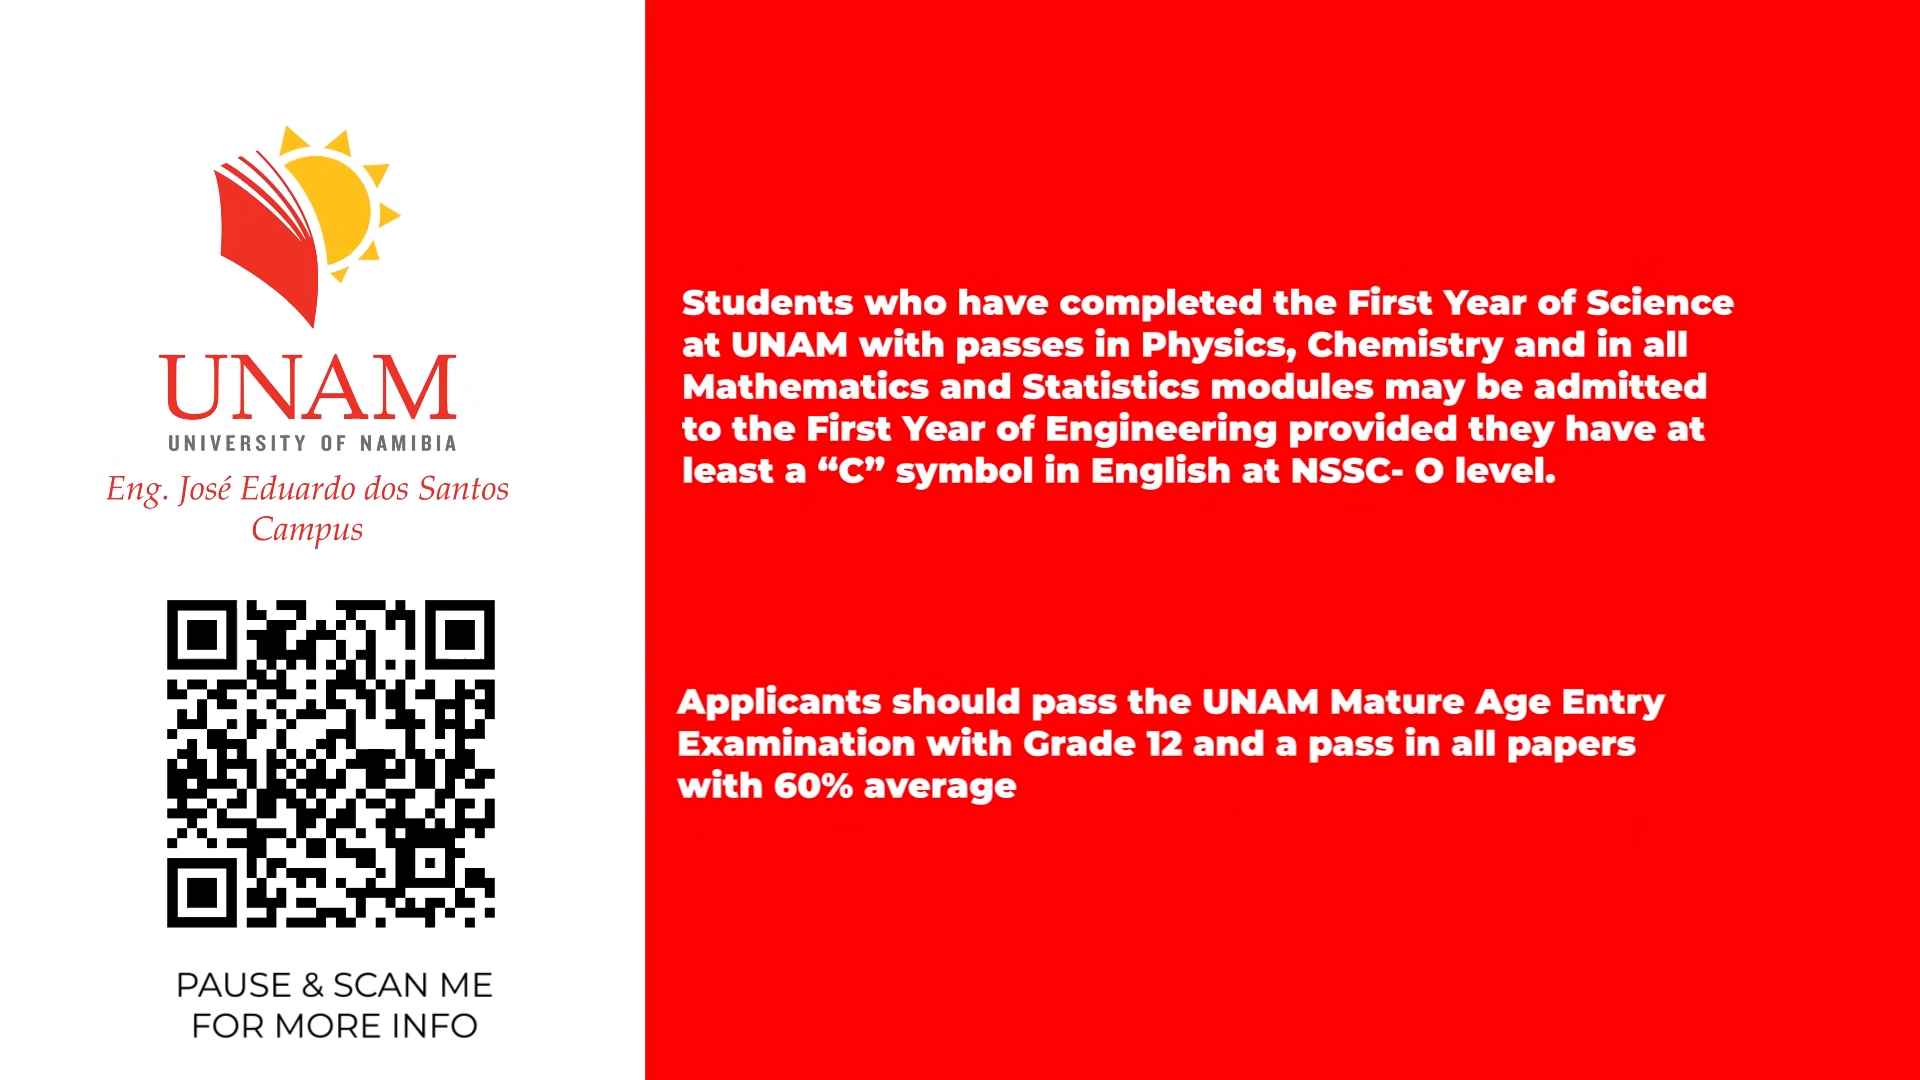 UNAM
UNIVERSITY OF NAMIBIA
Eng. José Eduardo dos Santos
Campus
PAUSE & SCAN ME
FOR MORE INFO
Students who have completed the First Year of Science
at UNAM with passes in Physics, Chemistry and in all
Mathematics and Statistics modules may be admitted
to the First Year of Engineering provided they have at
least a “C” symbol in English at NSSC- O level.
Applicants should pass the UNAM Mature Age Entry
Examination with Grade 12 and a pass in all papers
with 60% average